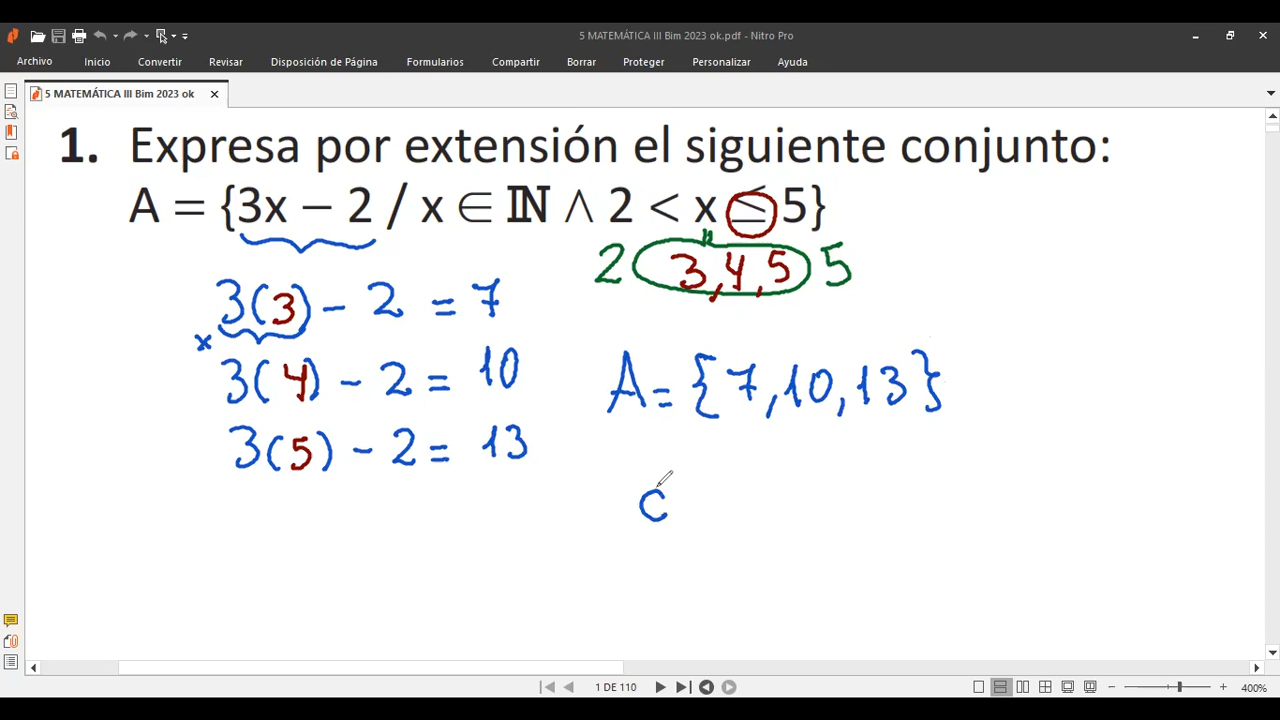 5 MATEMÁTICA III Bim 2023 ok.pdf - Nitro Pro
Archivo Inicio Convertir Revisar Disposición de Página Formularios Compartir Borrar Proteger Personalizar Ayuda
5 MATEMÁTICA III Bim 2023 ok
1. Expresa por extensión el siguiente conjunto:
A = {3x − 2 / x ∈ ℕ ∧ 2 < x ≤ 5}
2 3,4,5 5
3(3) - 2 = 7
x
3(4) - 2 = 10
A = {7,10,13}
3(5) - 2 = 13
C
1 DE 110
400%